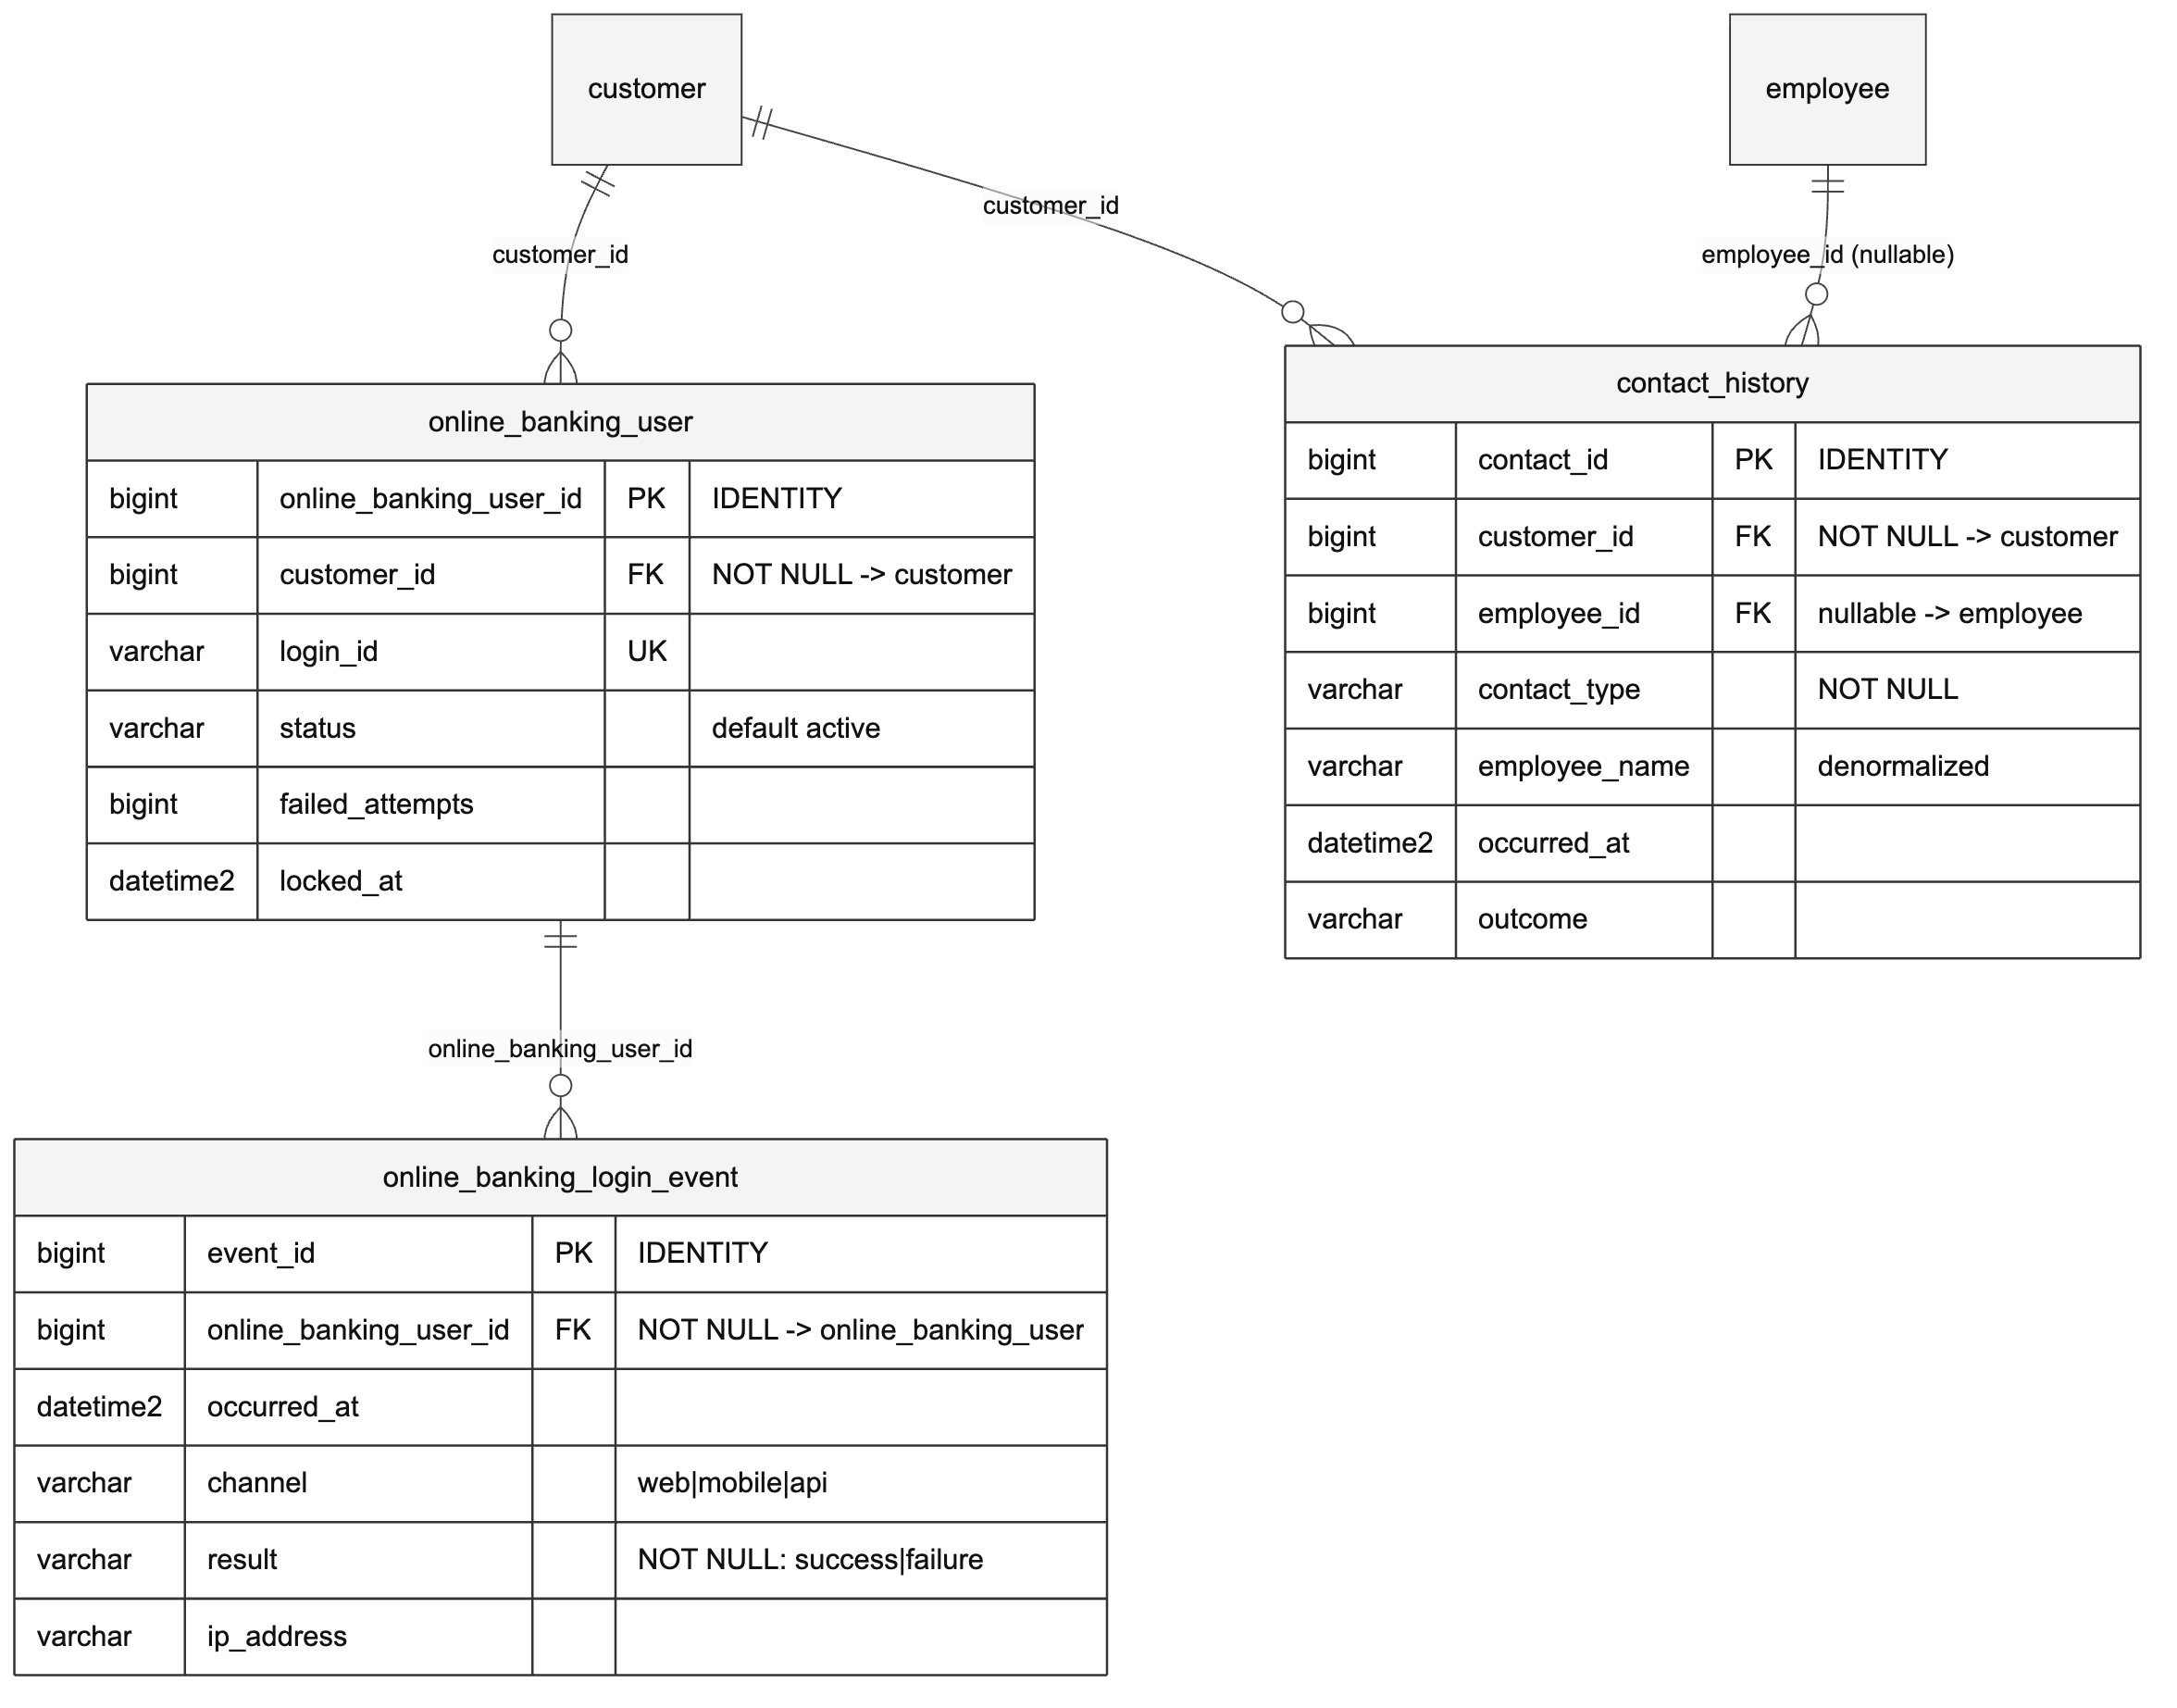 customer
employee
customer_id
customer_id
employee_id (nullable)
online_banking_user
bigint online_banking_user_id PK IDENTITY
bigint customer_id FK NOT NULL -> customer
varchar login_id UK
varchar status default active
bigint failed_attempts
datetime2 locked_at
contact_history
bigint contact_id PK IDENTITY
bigint customer_id FK NOT NULL -> customer
bigint employee_id FK nullable -> employee
varchar contact_type NOT NULL
varchar employee_name denormalized
datetime2 occurred_at
varchar outcome
online_banking_user_id
online_banking_login_event
bigint event_id PK IDENTITY
bigint online_banking_user_id FK NOT NULL -> online_banking_user
datetime2 occurred_at
varchar channel web|mobile|api
varchar result NOT NULL: success|failure
varchar ip_address